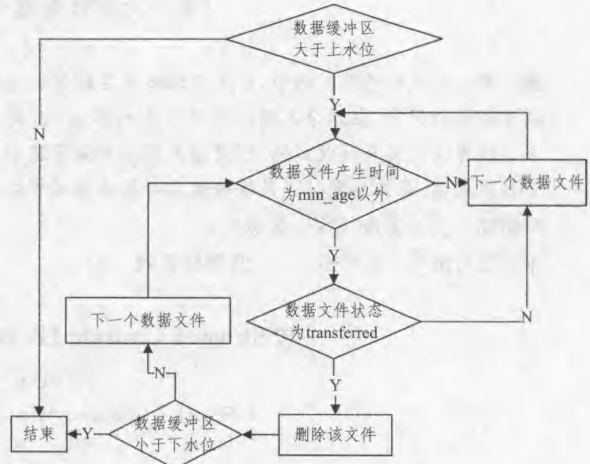 数据缓冲区
大于上水位
N
Y
数据文件产生时间
为min_age以外
N
下一个数据文件
Y
下一个数据文件
数据文件状态
为transferred
N
N
Y
结束
Y
数据缓冲区
小于下水位
删除该文件